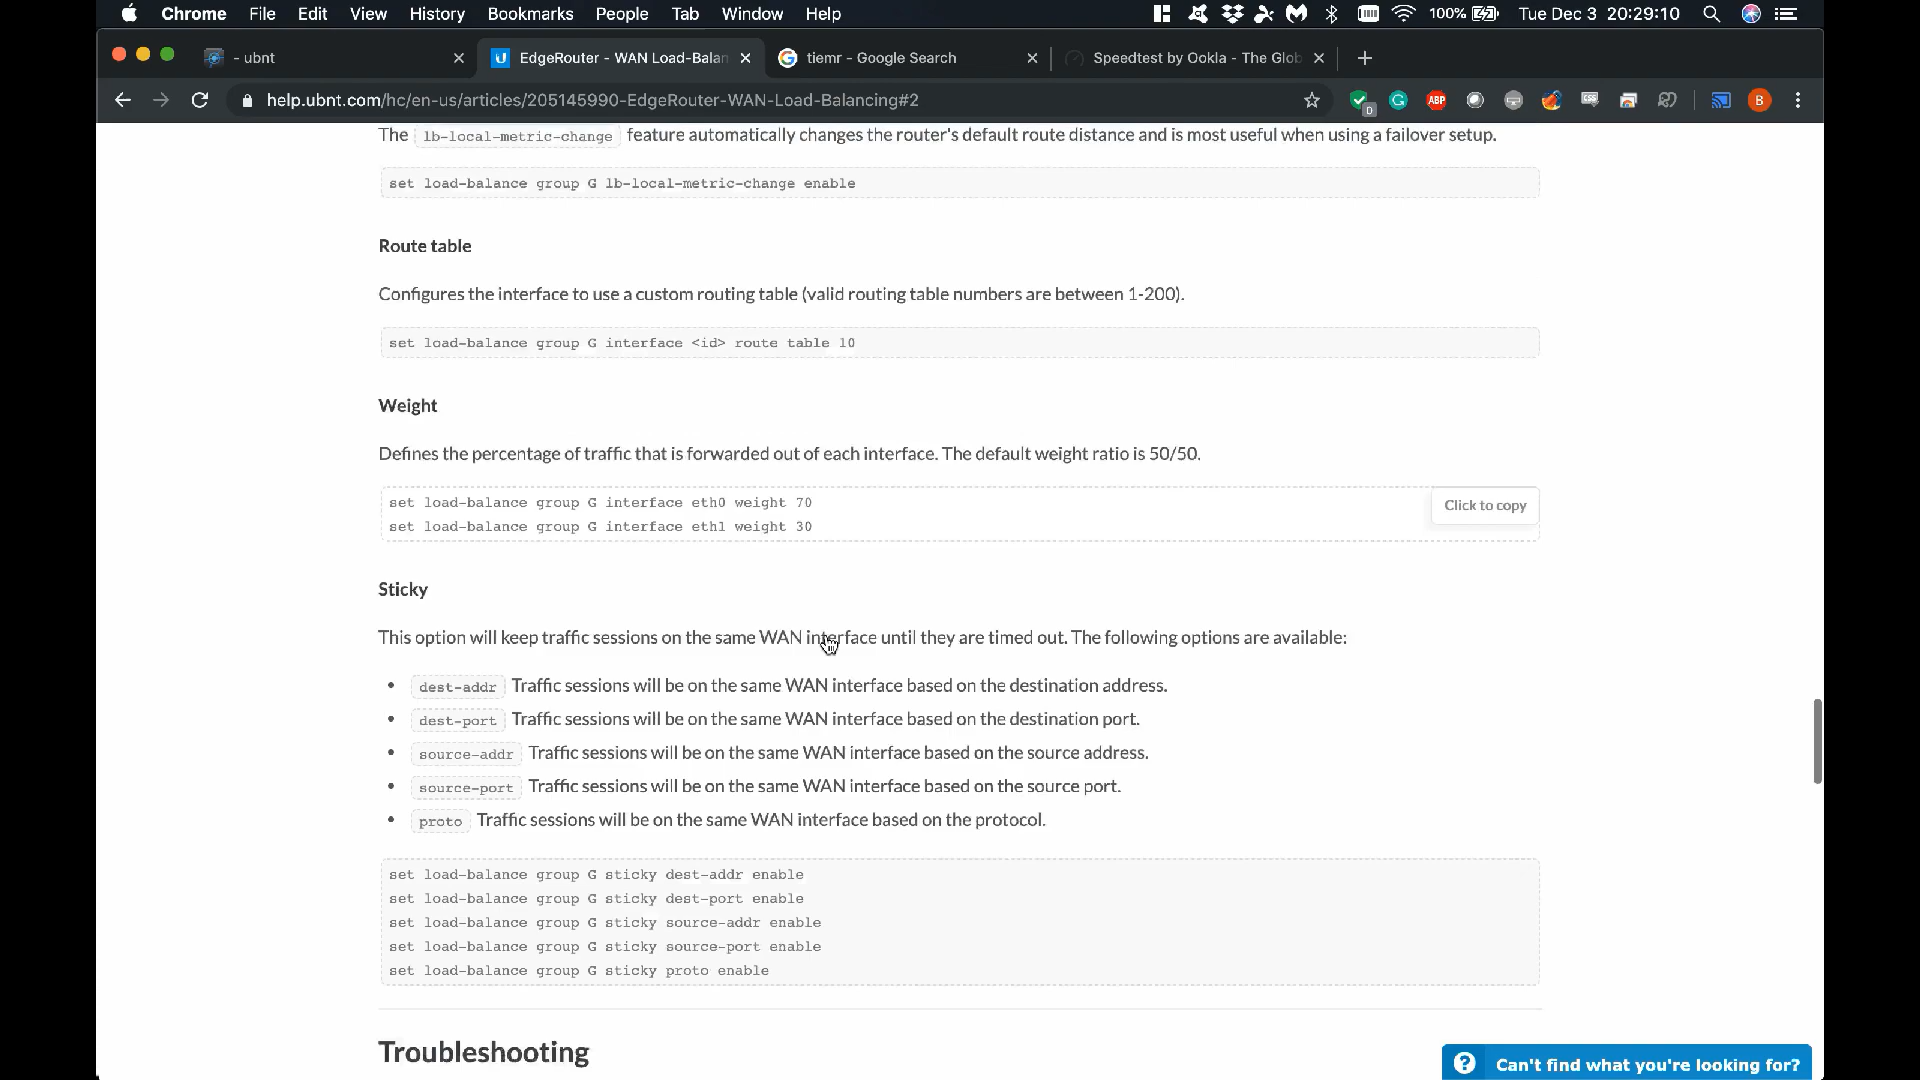 Chrome File Edit View History Bookmarks People Tab Window Help 100% Tue Dec 3 20:29:10
- ubnt EdgeRouter - WAN Load-Balan tiemr - Google Search Speedtest by Ookla - The Glob
help.ubnt.com/hc/en-us/articles/205145990-EdgeRouter-WAN-Load-Balancing#2
The lb-local-metric-change feature automatically changes the router's default route distance and is most useful when using a failover setup.
set load-balance group G lb-local-metric-change enable
Route table
Configures the interface to use a custom routing table (valid routing table numbers are between 1-200).
set load-balance group G interface <id> route table 10
Weight
Defines the percentage of traffic that is forwarded out of each interface. The default weight ratio is 50/50.
set load-balance group G interface eth0 weight 70
Click to copy
set load-balance group G interface eth1 weight 30
Sticky
This option will keep traffic sessions on the same WAN interface until they are timed out. The following options are available:
• dest-addr Traffic sessions will be on the same WAN interface based on the destination address.
• dest-port Traffic sessions will be on the same WAN interface based on the destination port.
• source-addr Traffic sessions will be on the same WAN interface based on the source address.
• source-port Traffic sessions will be on the same WAN interface based on the source port.
• proto Traffic sessions will be on the same WAN interface based on the protocol.
set load-balance group G sticky dest-addr enable
set load-balance group G sticky dest-port enable
set load-balance group G sticky source-addr enable
set load-balance group G sticky source-port enable
set load-balance group G sticky proto enable
Troubleshooting
? Can't find what you're looking for?